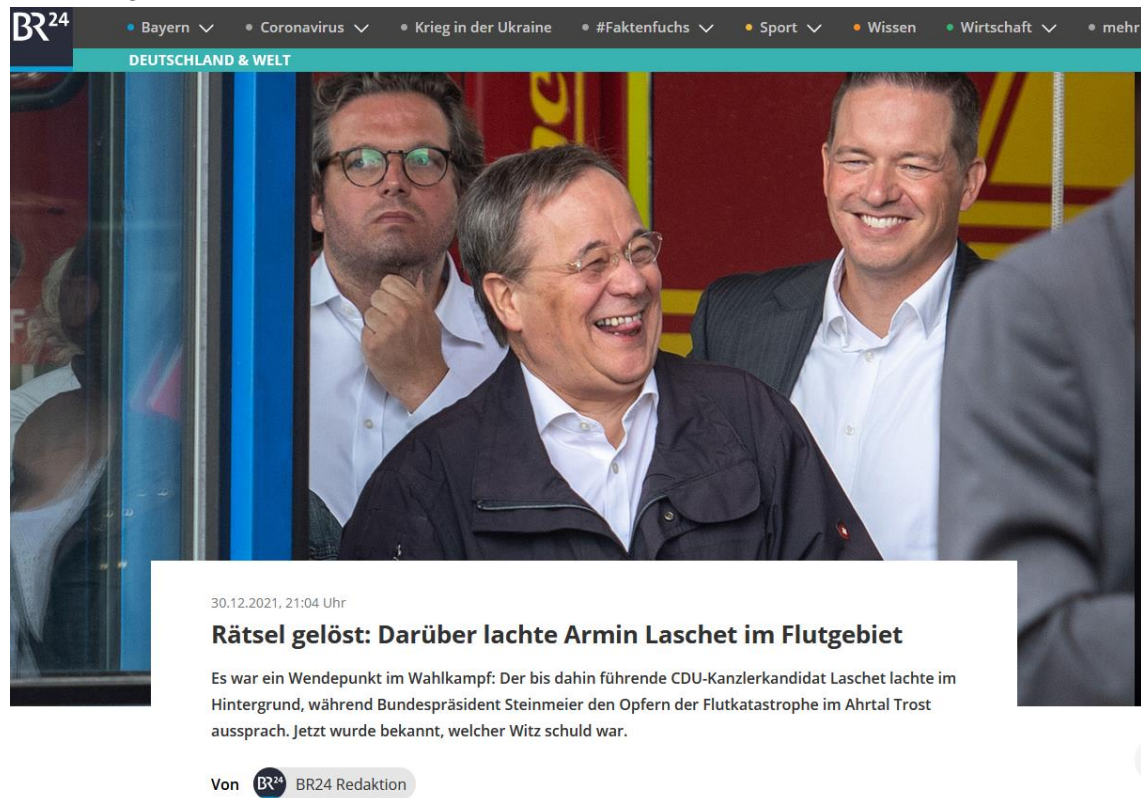 BR24
Bayern
Coronavirus
Krieg in der Ukraine
#Faktenfuchs
Sport
Wissen
Wirtschaft
mehr
DEUTSCHLAND & WELT
30.12.2021, 21:04 Uhr
Rätsel gelöst: Darüber lachte Armin Laschet im Flutgebiet
Es war ein Wendepunkt im Wahlkampf: Der bis dahin führende CDU-Kanzlerkandidat Laschet lachte im
Hintergrund, während Bundespräsident Steinmeier den Opfern der Flutkatastrophe im Ahrtal Trost
aussprach. Jetzt wurde bekannt, welcher Witz schuld war.
Von BR24 BR24 Redaktion